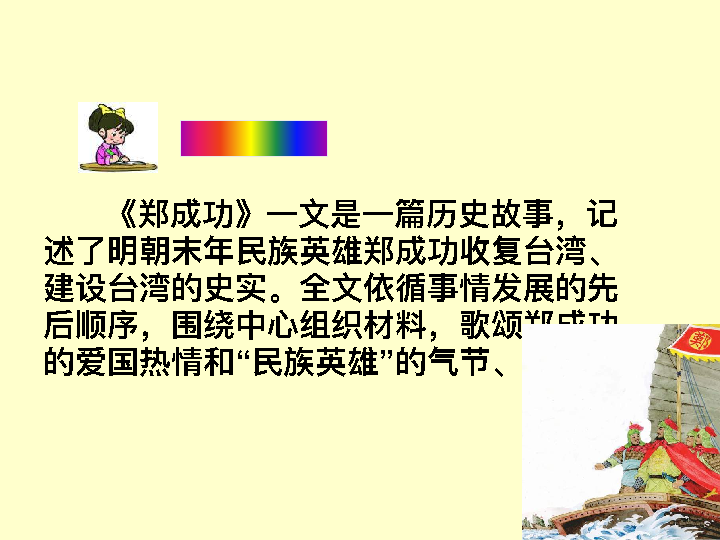 《郑成功》一文是一篇历史故事，记
述了明朝末年民族英雄郑成功收复台湾、
建设台湾的史实。全文依循事情发展的先
后顺序，围绕中心组织材料，歌颂郑成功
的爱国热情和“民族英雄”的气节、
鄭